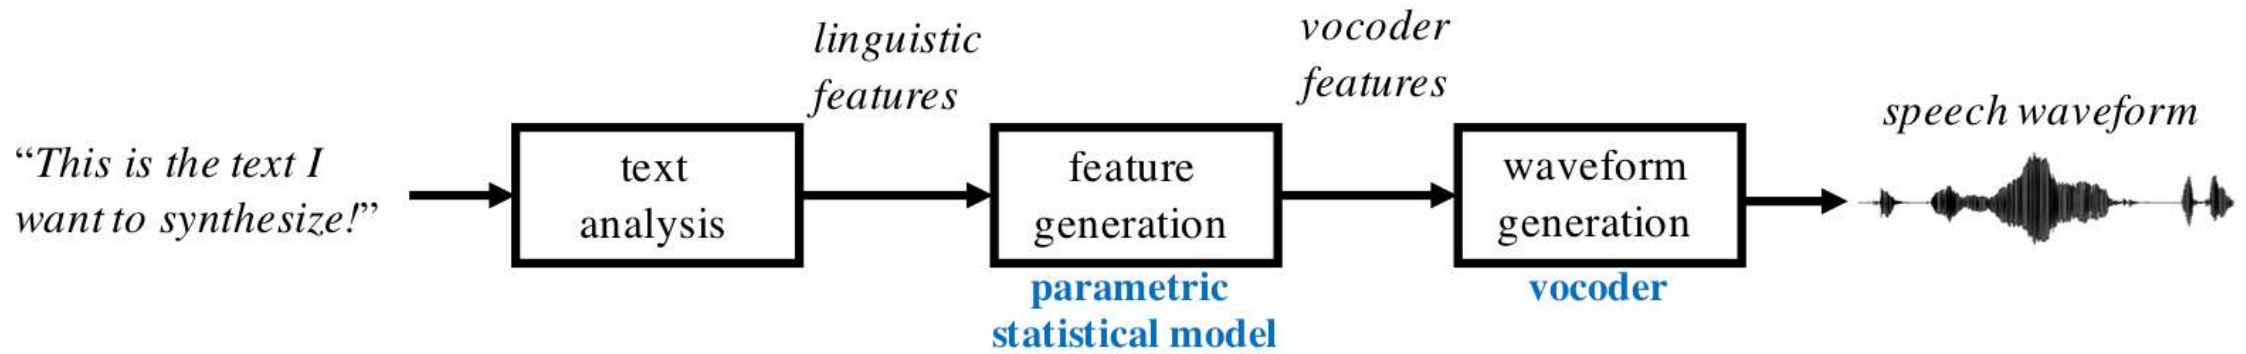 “This is the text I
want to synthesize!”
text
analysis
linguistic
features
feature
generation
parametric
statistical model
vocoder
features
waveform
generation
vocoder
speech waveform